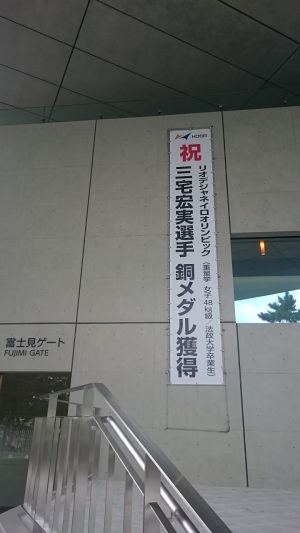 HOSEI
祝
リオデジャネイロオリンピック
(重量挙 女子48kg級 法政大学卒業生)
三宅宏実選手 銅メダル獲得
富士見ゲート
FUJIMI GATE